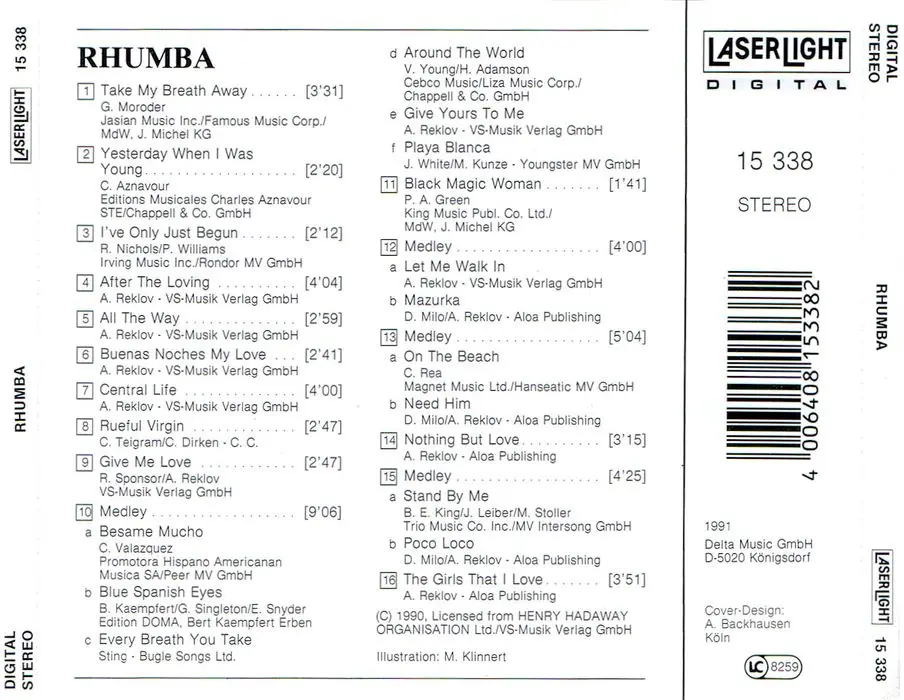 15 338
LASERLIGHT
RHUMBA
DIGITAL
STEREO
RHUMBA
1 Take My Breath Away . . . . . . [3'31]
G. Moroder
Jasian Music Inc./Famous Music Corp./
MdW, J. Michel KG
2 Yesterday When I Was
Young. . . . . . . . . . . . . . . . . . . . [2'20]
C. Aznavour
Editions Musicales Charles Aznavour
STE/Chappell & Co. GmbH
3 I've Only Just Begun . . . . . . . [2'12]
R. Nichols/P. Williams
Irving Music Inc./Rondor MV GmbH
4 After The Loving . . . . . . . . . . [4'04]
A. Reklov - VS-Musik Verlag GmbH
5 All The Way . . . . . . . . . . . . . . [2'59]
A. Reklov - VS-Musik Verlag GmbH
6 Buenas Noches My Love . . . [2'41]
A. Reklov - VS-Musik Verlag GmbH
7 Central Life . . . . . . . . . . . . . . [4'00]
A. Reklov - VS-Musik Verlag GmbH
8 Rueful Virgin . . . . . . . . . . . . . [2'47]
C. Teigram/C. Dirken - C. C.
9 Give Me Love . . . . . . . . . . . . [2'47]
R. Sponsor/A. Reklov
VS-Musik Verlag GmbH
10 Medley . . . . . . . . . . . . . . . . . . [9'06]
a Besame Mucho
C. Valazquez
Promotora Hispano Americanan
Musica SA/Peer MV GmbH
b Blue Spanish Eyes
B. Kaempfert/G. Singleton/E. Snyder
Edition DOMA, Bert Kaempfert Erben
c Every Breath You Take
Sting - Bugle Songs Ltd.
d Around The World
V. Young/H. Adamson
Cebco Music/Liza Music Corp./
Chappell & Co. GmbH
e Give Yours To Me
A. Reklov - VS-Musik Verlag GmbH
f Playa Blanca
J. White/M. Kunze - Youngster MV GmbH
11 Black Magic Woman . . . . . . . [1'41]
P. A. Green
King Music Publ. Co. Ltd./
MdW, J. Michel KG
12 Medley . . . . . . . . . . . . . . . . . . [4'00]
a Let Me Walk In
A. Reklov - VS-Musik Verlag GmbH
b Mazurka
D. Milo/A. Reklov - Aloa Publishing
13 Medley . . . . . . . . . . . . . . . . . . [5'04]
a On The Beach
C. Rea
Magnet Music Ltd./Hanseatic MV GmbH
b Need Him
D. Milo/A. Reklov - Aloa Publishing
14 Nothing But Love. . . . . . . . . . [3'15]
A. Reklov - Aloa Publishing
15 Medley . . . . . . . . . . . . . . . . . . [4'25]
a Stand By Me
B. E. King/J. Leiber/M. Stoller
Trio Music Co. Inc./MV Intersong GmbH
b Poco Loco
D. Milo/A. Reklov - Aloa Publishing
16 The Girls That I Love. . . . . . . [3'51]
A. Reklov - Aloa Publishing
(C) 1990, Licensed from HENRY HADAWAY
ORGANISATION Ltd./VS-Musik Verlag GmbH
Illustration: M. Klinnert
LASERLIGHT
DIGITAL
15 338
STEREO
4 006408 153382
1991
Delta Music GmbH
D-5020 Königsdorf
Cover-Design:
A. Backhausen
Köln
LC 8259
DIGITAL
STEREO
RHUMBA
LASERLIGHT
15 338